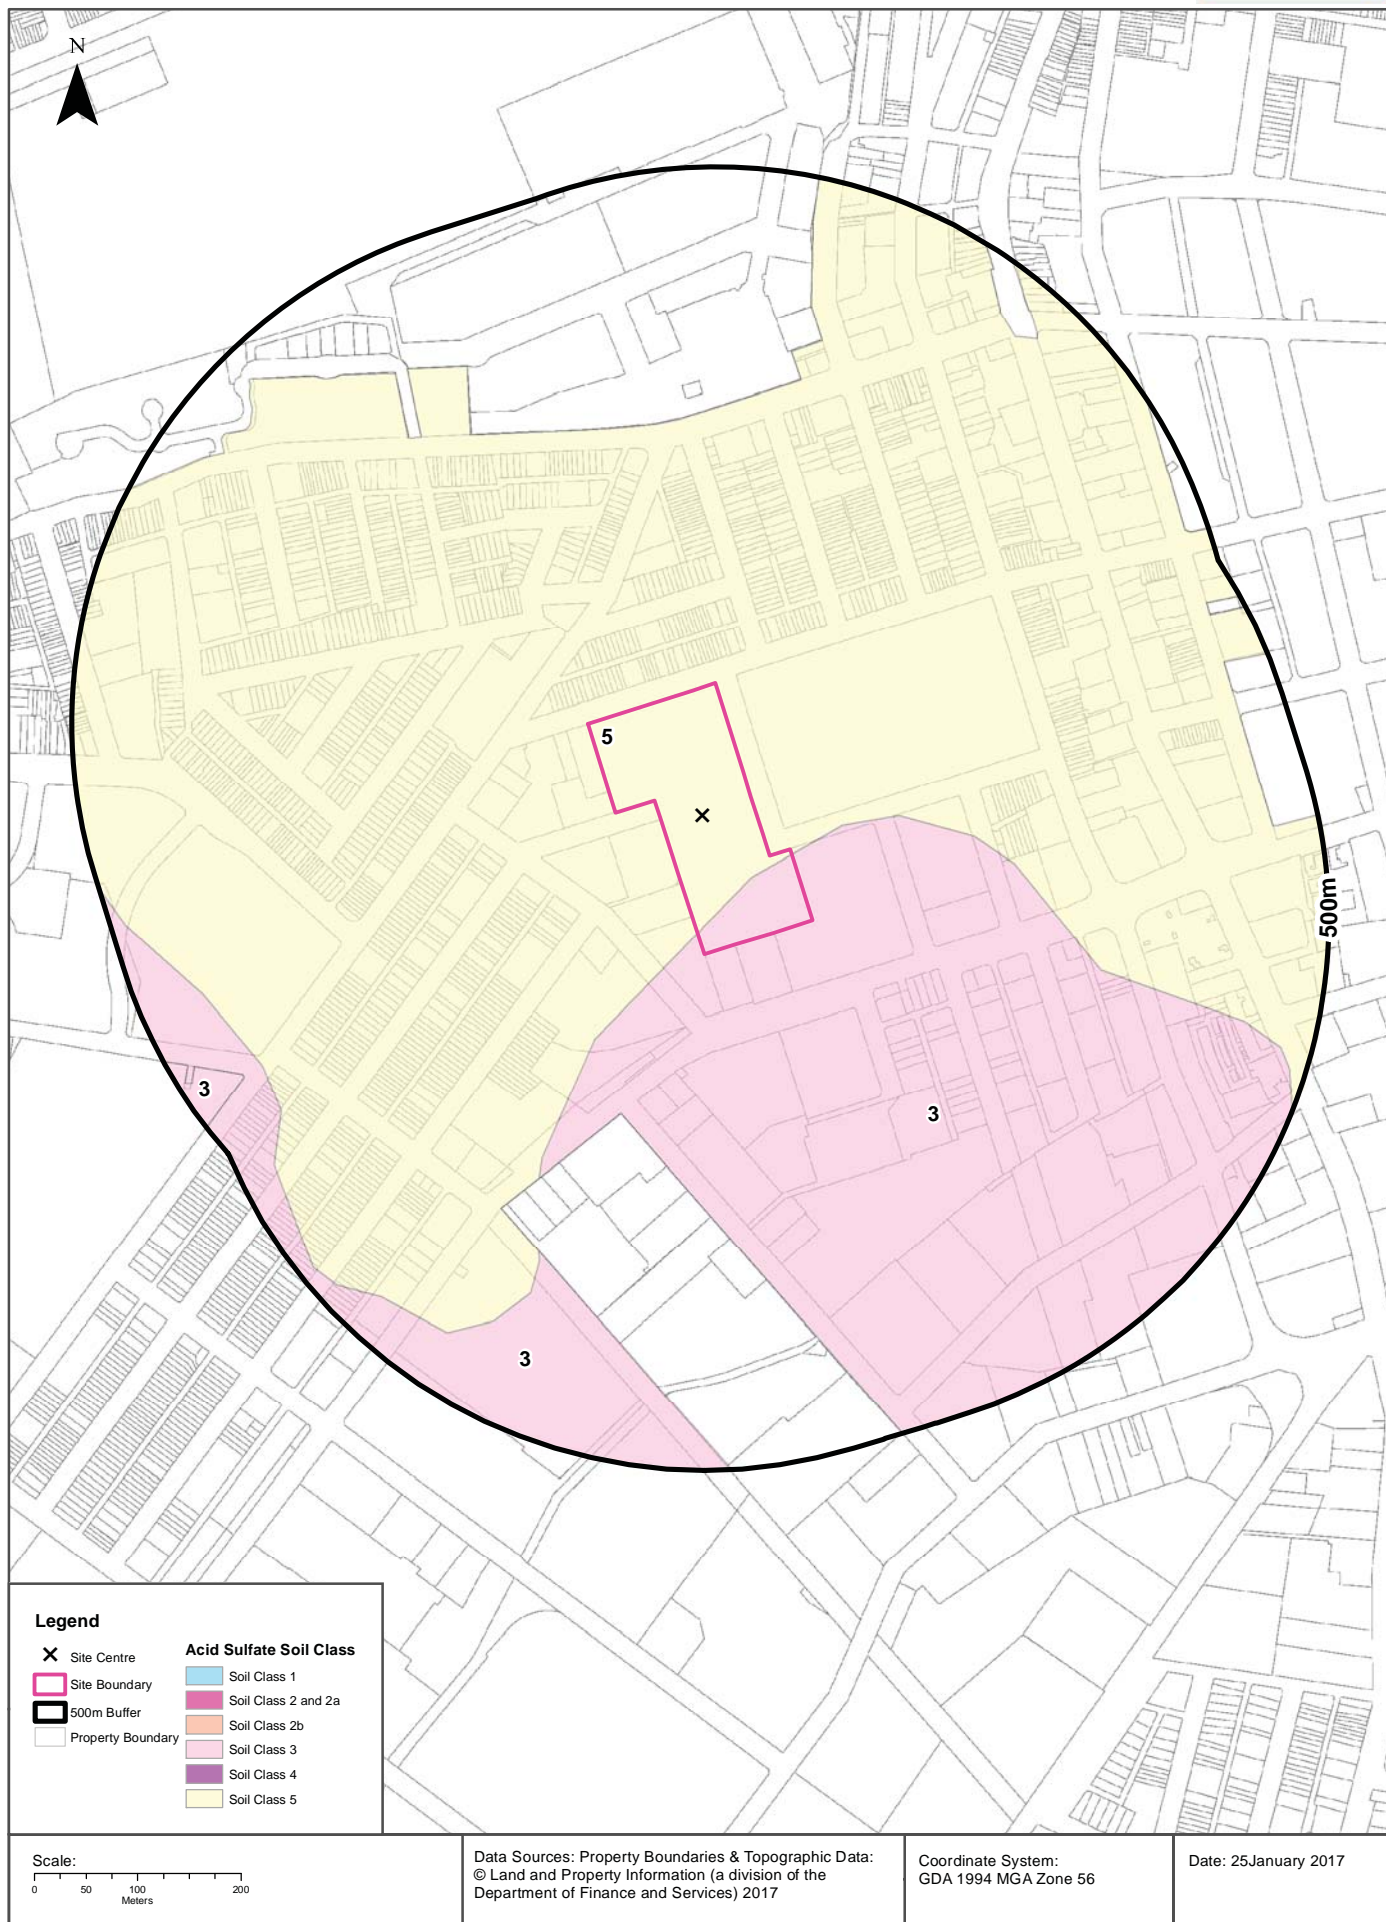 N
5
500m
3
3
3
Legend
Site Centre
Site Boundary
500m Buffer
Property Boundary
Acid Sulfate Soil Class
Soil Class 1
Soil Class 2 and 2a
Soil Class 2b
Soil Class 3
Soil Class 4
Soil Class 5
Scale:
0 50 100 200
Meters
Data Sources: Property Boundaries & Topographic Data:
© Land and Property Information (a division of the
Department of Finance and Services) 2017
Coordinate System:
GDA 1994 MGA Zone 56
Date: 25January 2017